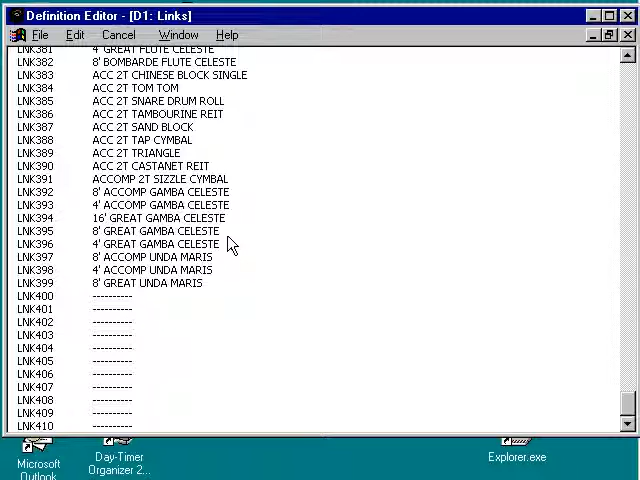 Definition Editor - [D1: Links]
File Edit Cancel Window Help
LNK381 4' GREAT FLUTE CELESTE
LNK382 8' BOMBARDE FLUTE CELESTE
LNK383 ACC 2T CHINESE BLOCK SINGLE
LNK384 ACC 2T TOM TOM
LNK385 ACC 2T SNARE DRUM ROLL
LNK386 ACC 2T TAMBOURINE REIT
LNK387 ACC 2T SAND BLOCK
LNK388 ACC 2T TAP CYMBAL
LNK389 ACC 2T TRIANGLE
LNK390 ACC 2T CASTANET REIT
LNK391 ACCOMP 2T SIZZLE CYMBAL
LNK392 8' ACCOMP GAMBA CELESTE
LNK393 4' ACCOMP GAMBA CELESTE
LNK394 16' GREAT GAMBA CELESTE
LNK395 8' GREAT GAMBA CELESTE
LNK396 4' GREAT GAMBA CELESTE
LNK397 8' ACCOMP UNDA MARIS
LNK398 4' ACCOMP UNDA MARIS
LNK399 8' GREAT UNDA MARIS
LNK400 ----------
LNK401 ----------
LNK402 ----------
LNK403 ----------
LNK404 ----------
LNK405 ----------
LNK406 ----------
LNK407 ----------
LNK408 ----------
LNK409 ----------
LNK410 ----------
Microsoft Outlook
Day-Timer Organizer 2...
Explorer.exe